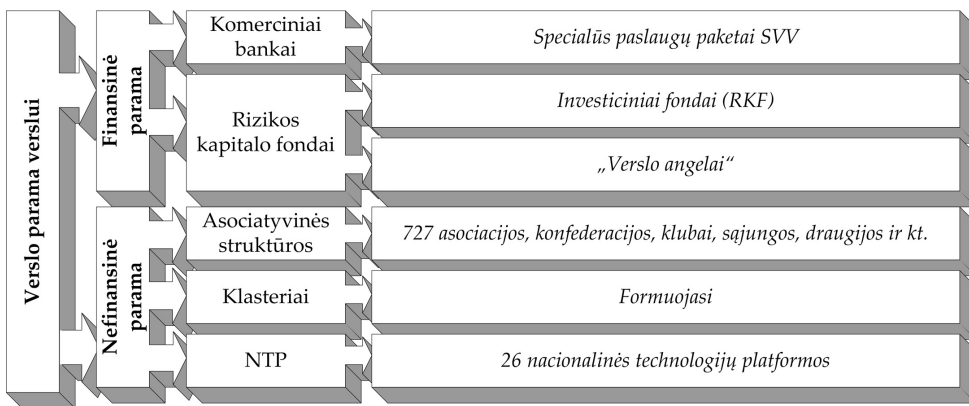 Verslo parama verslui
Finansinė
parama
Komerciniai
bankai
Specialūs paslaugų paketai SVV
Rizikos
kapitalo fondai
Investiciniai fondai (RKF)
„Verslo angelai“
Nefinansinė
parama
Asociatyvinės
struktūros
727 asociacijos, konfederacijos, klubai, sąjungos, draugijos ir kt.
Klasteriai
Formuojasi
NTP
26 nacionalinės technologijų platformos